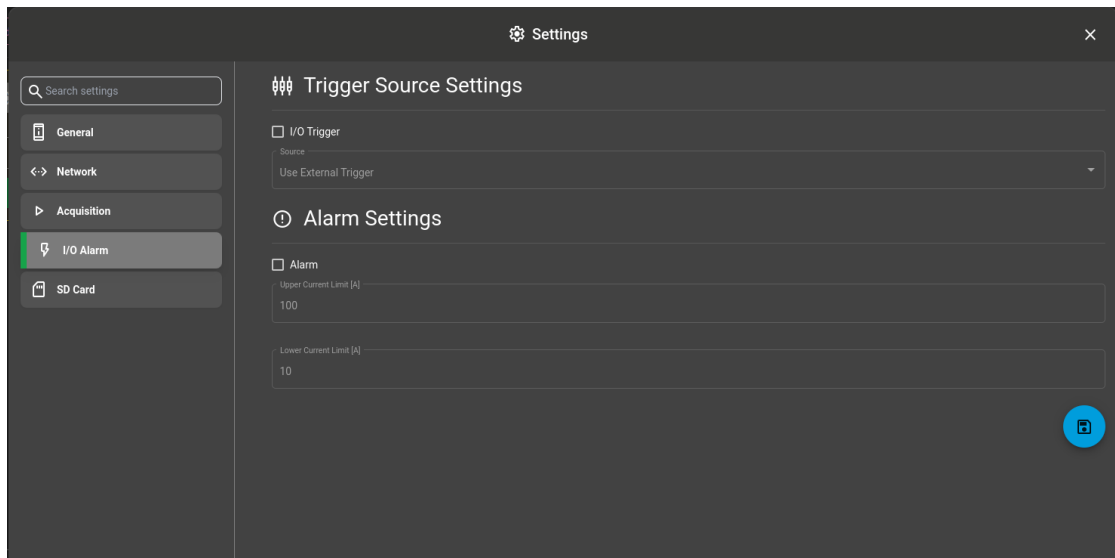 Settings
Search settings
General
Network
Acquisition
I/O Alarm
SD Card
Trigger Source Settings
I/O Trigger
Source
Use External Trigger
Alarm Settings
Alarm
Upper Current Limit [A]
100
Lower Current Limit [A]
10